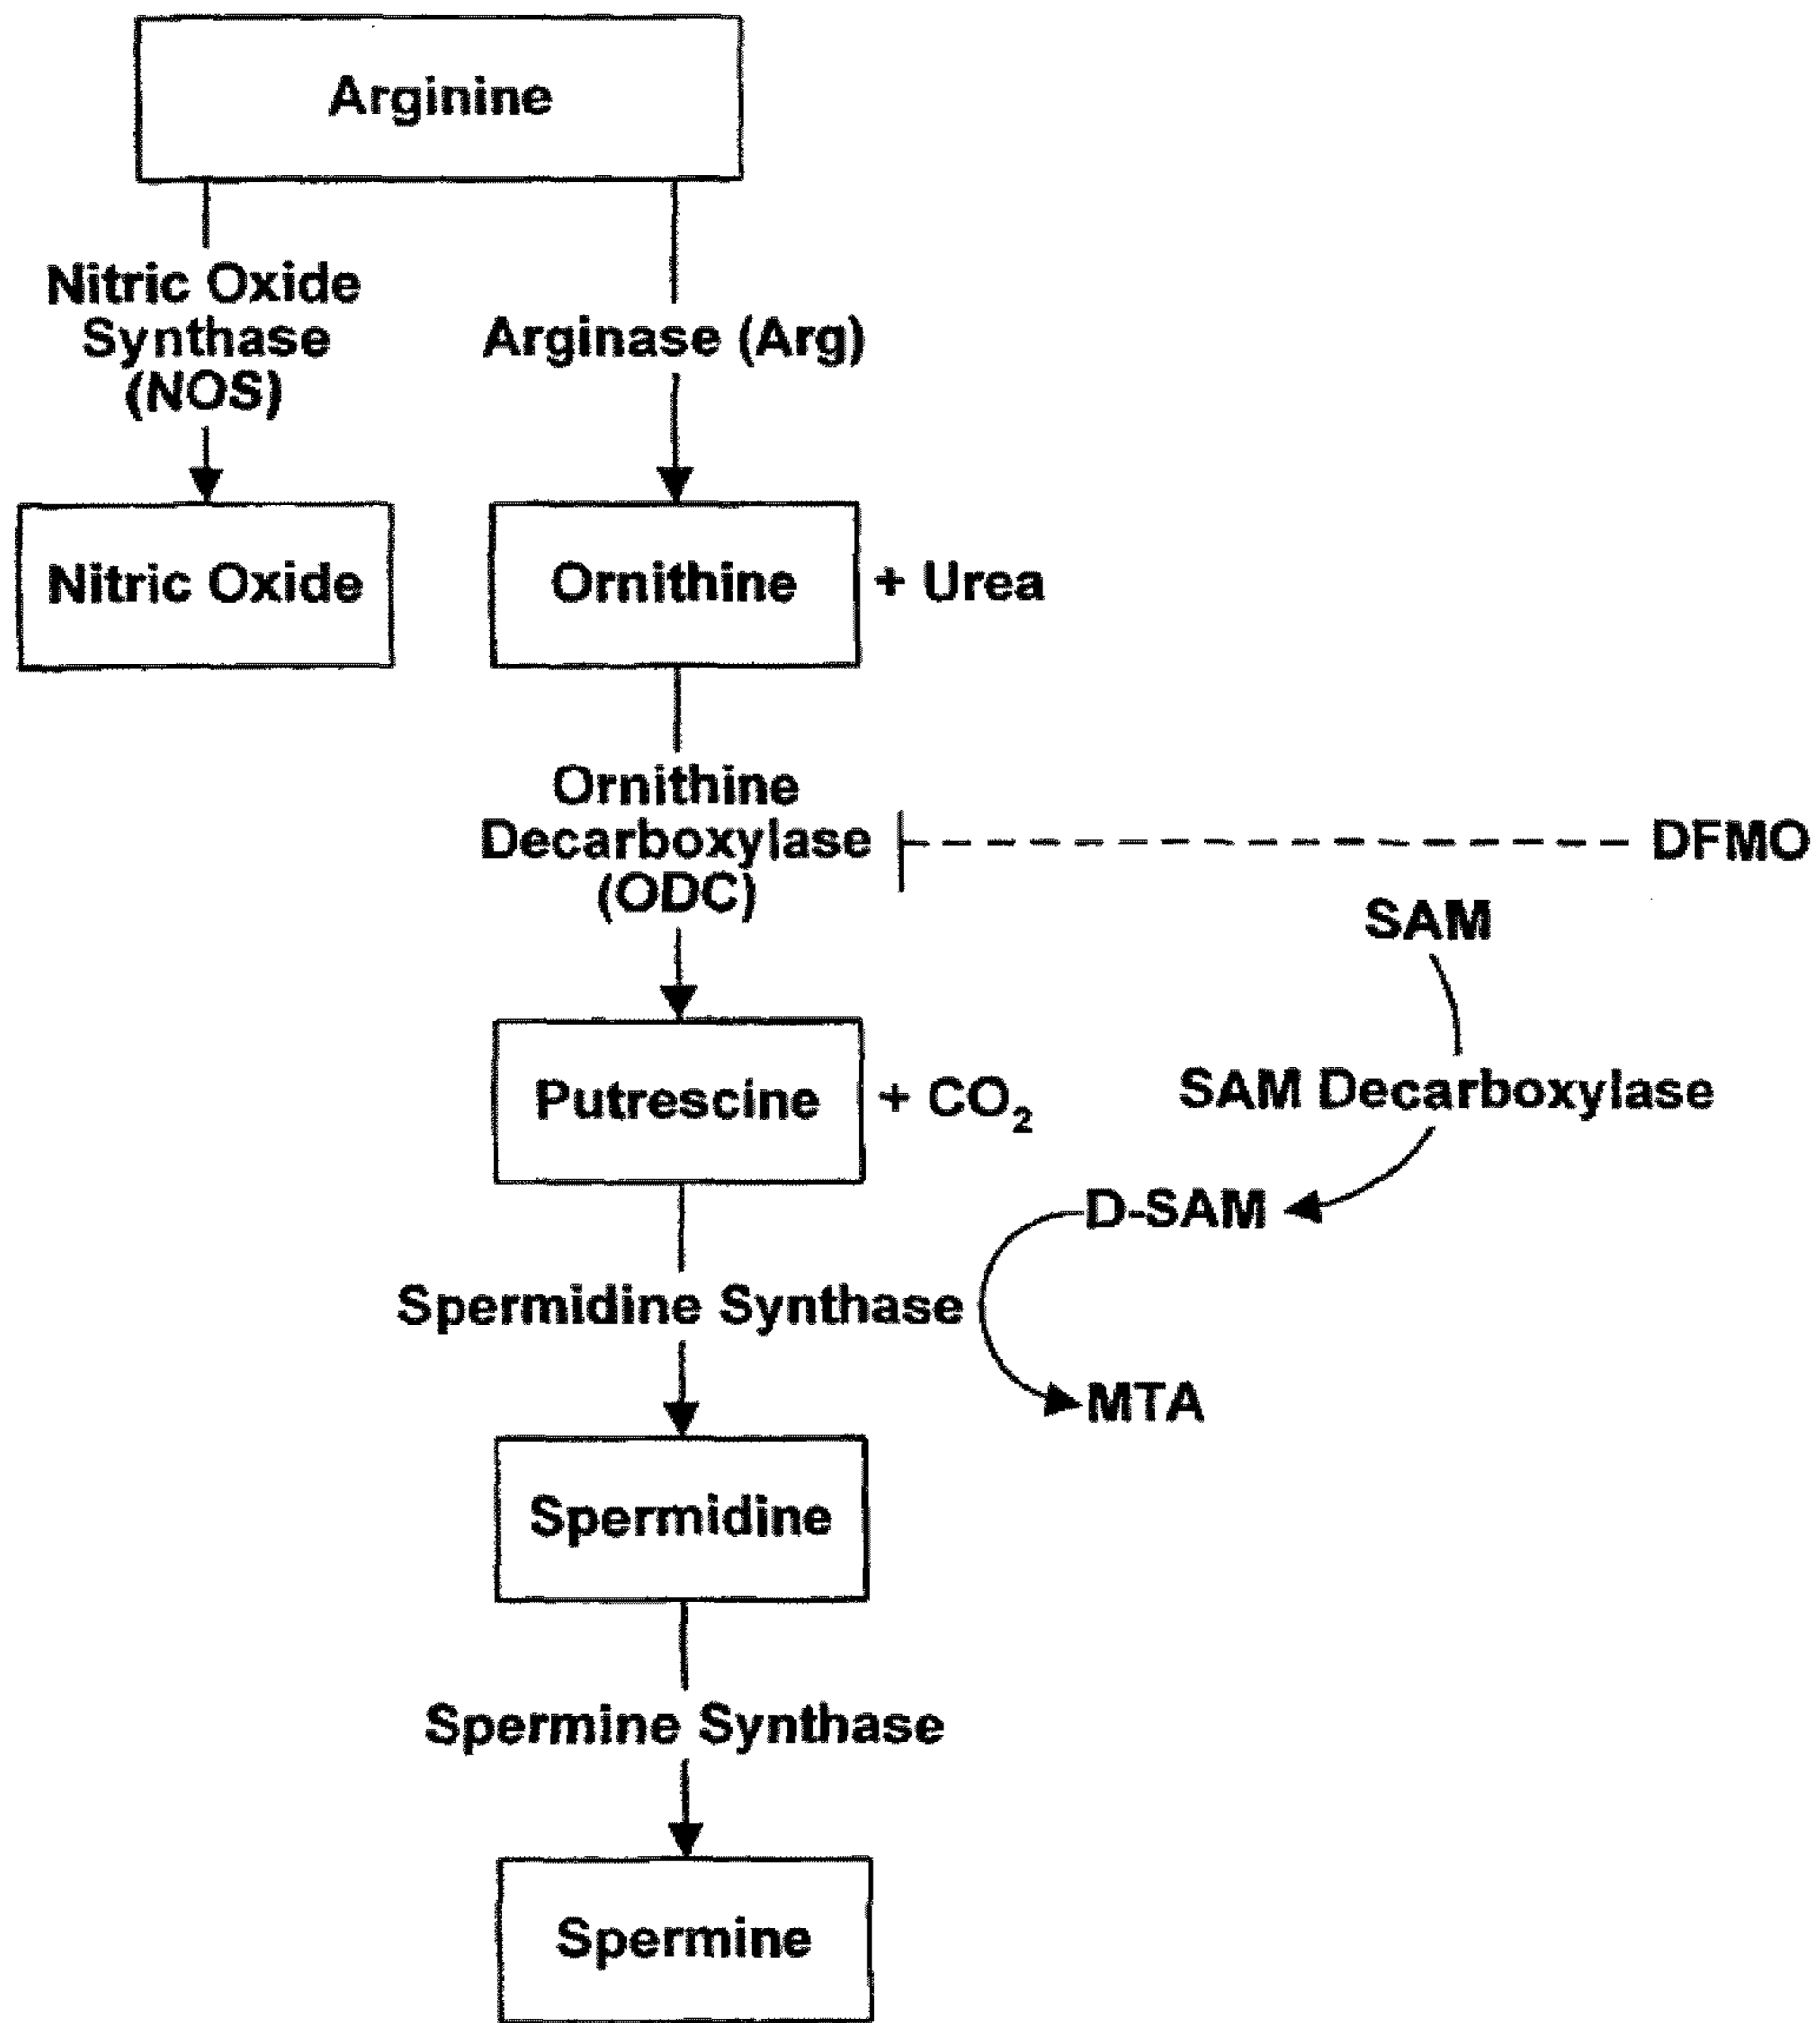 Arginine
Nitric Oxide
Synthase
(NOS)
Arginase (Arg)
Nitric Oxide
Ornithine
+ Urea
Ornithine
Decarboxylase
(ODC)
DFMO
SAM
Putrescine
+ CO₂
SAM Decarboxylase
D-SAM
Spermidine Synthase
MTA
Spermidine
Spermine Synthase
Spermine